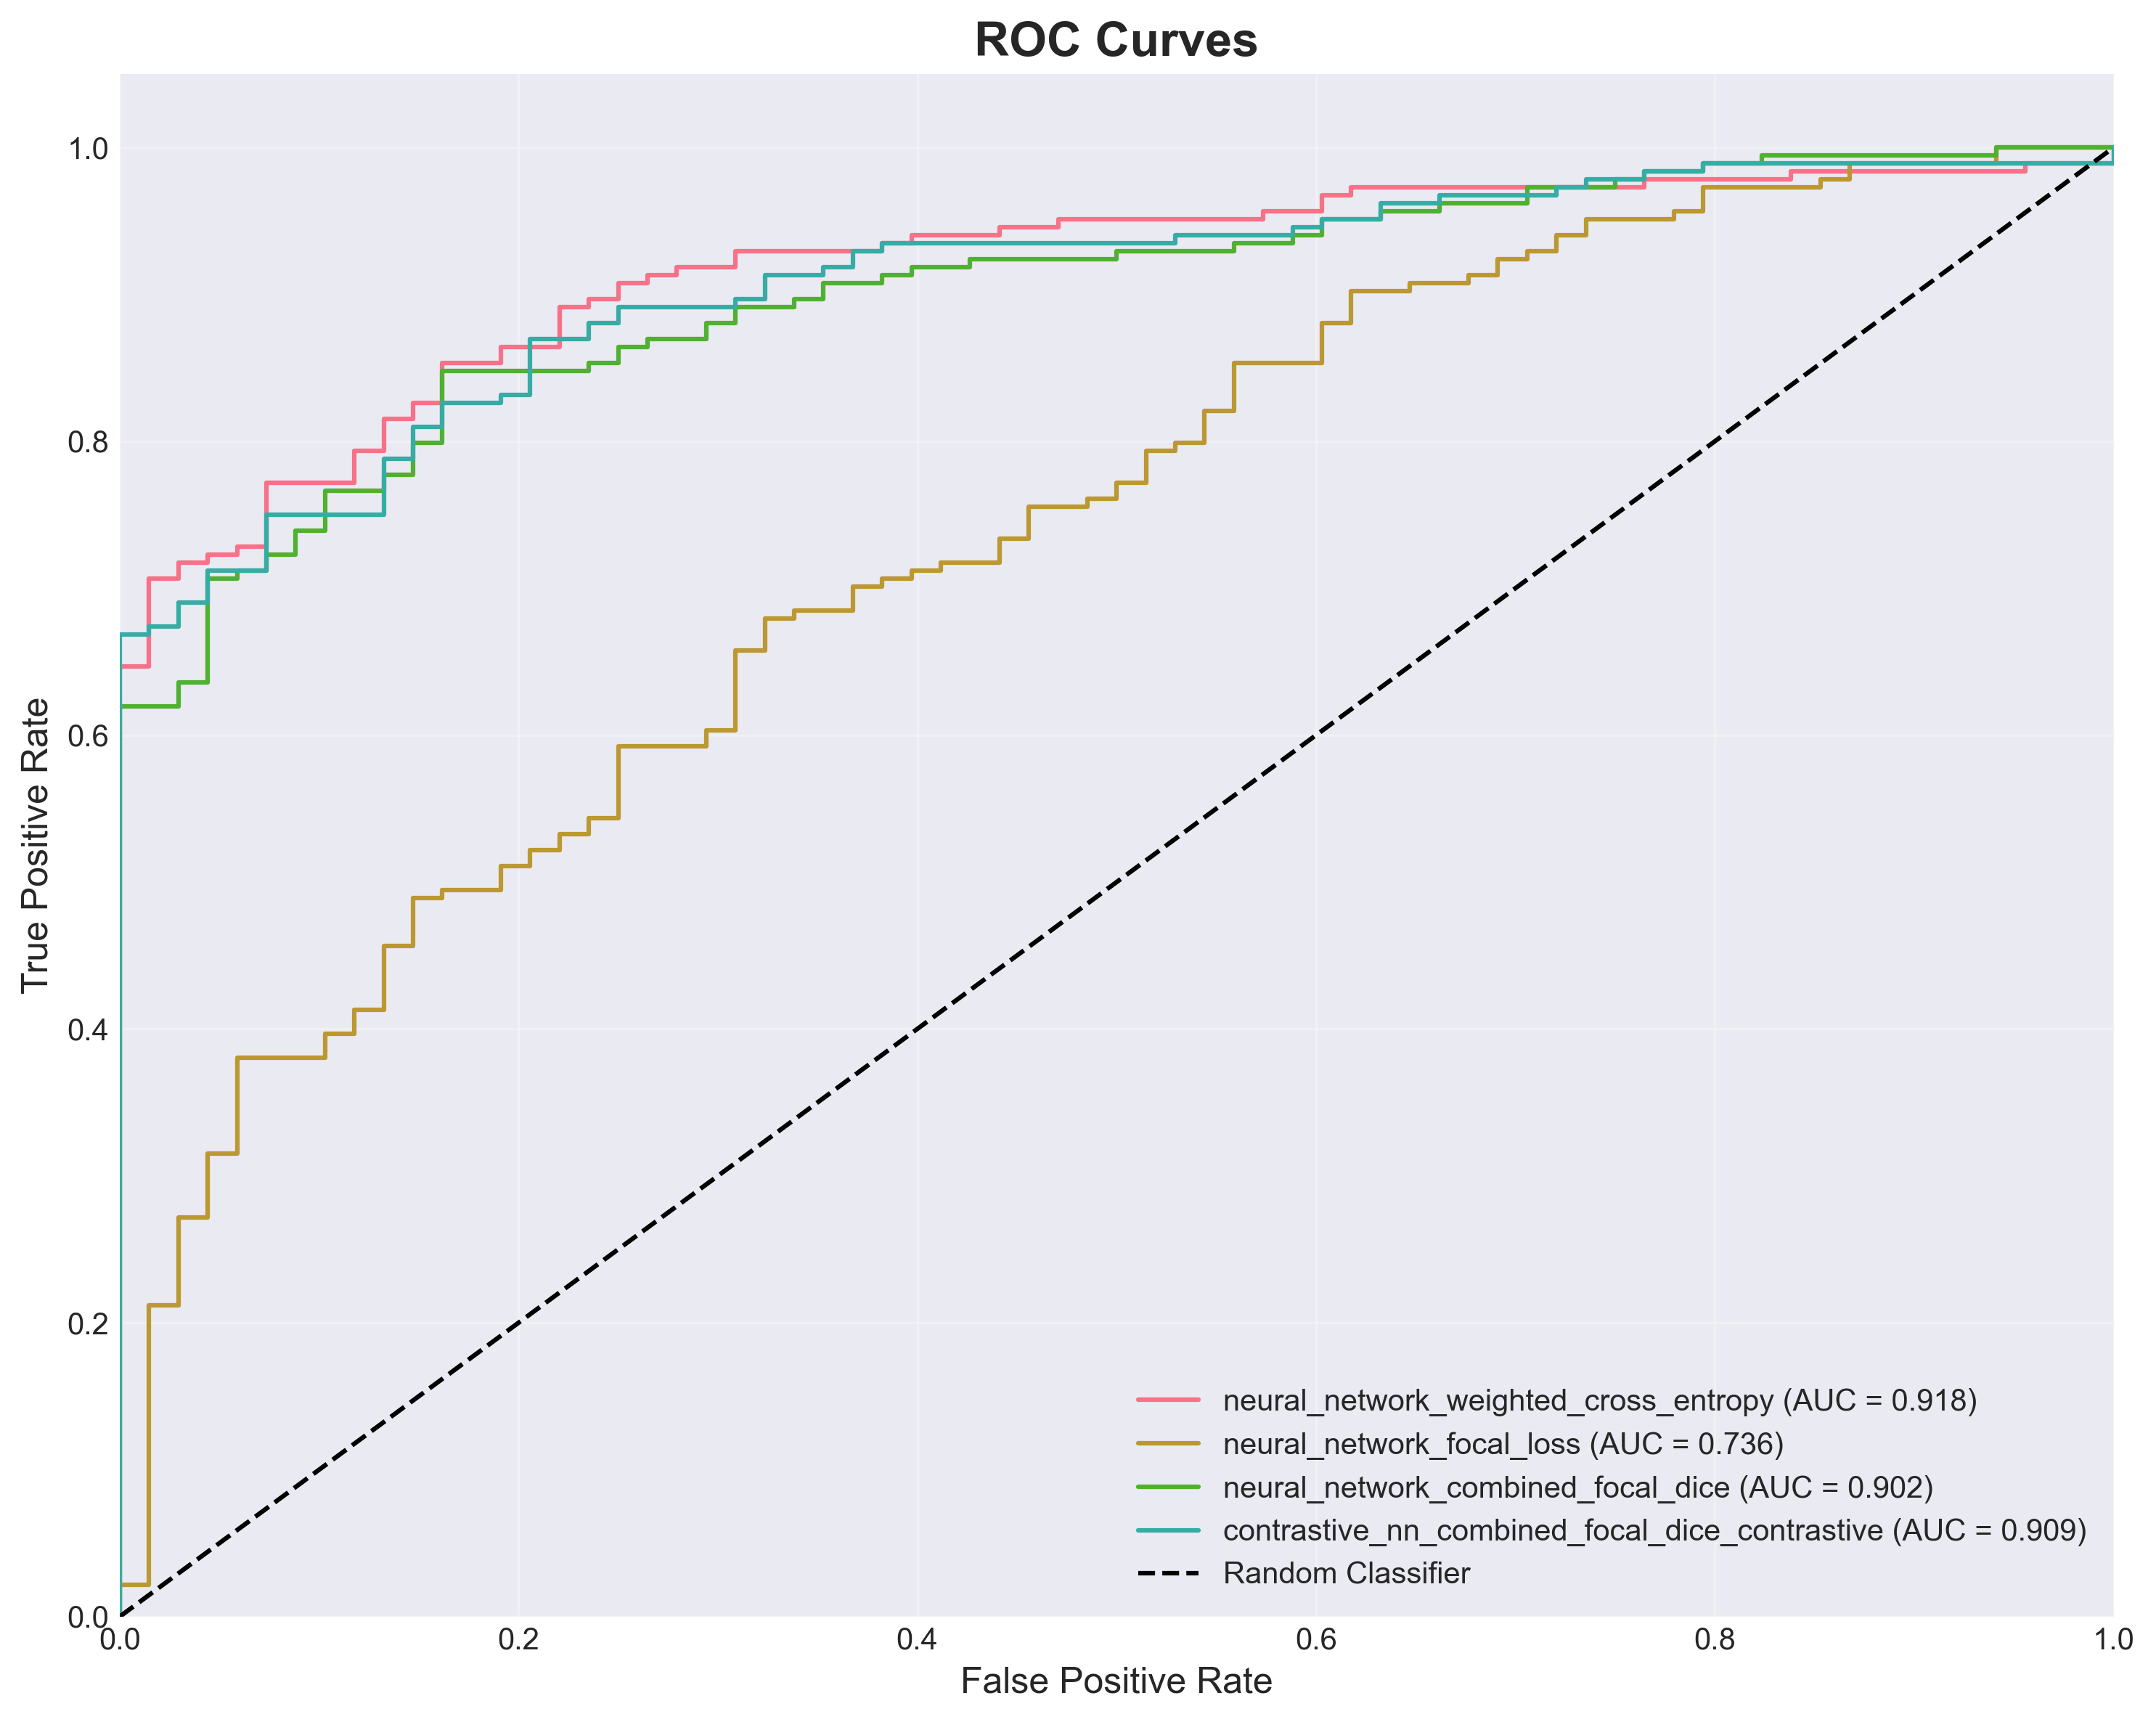 ROC Curves
1.0
0.8
0.6
0.4
0.2
0.0
True Positive Rate
0.0 0.2 0.4 0.6 0.8 1.0
False Positive Rate
neural_network_weighted_cross_entropy (AUC = 0.918)
neural_network_focal_loss (AUC = 0.736)
neural_network_combined_focal_dice (AUC = 0.902)
contrastive_nn_combined_focal_dice_contrastive (AUC = 0.909)
Random Classifier